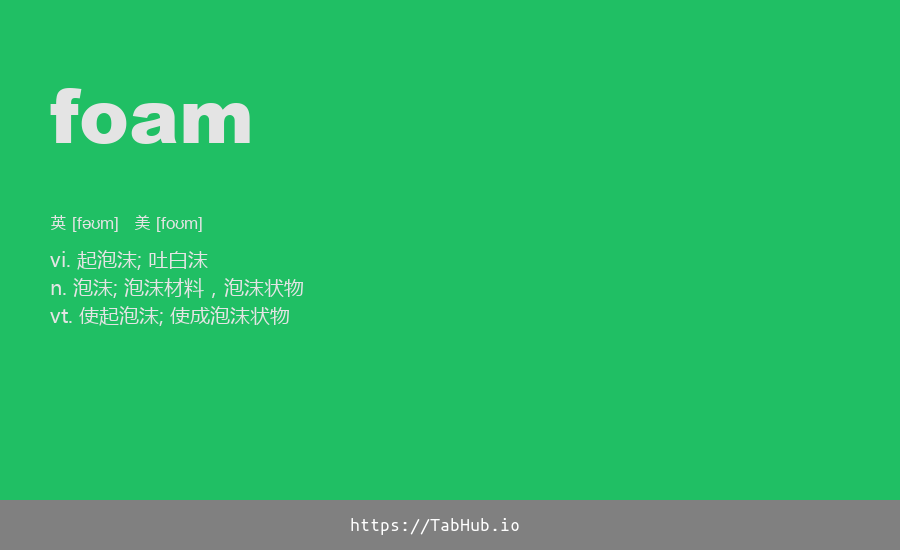 foam
英 [fəʊm] 美 [foʊm]
vi. 起泡沫; 吐白沫
n. 泡沫; 泡沫材料，泡沫状物
vt. 使起泡沫; 使成泡沫状物
https://TabHub.io